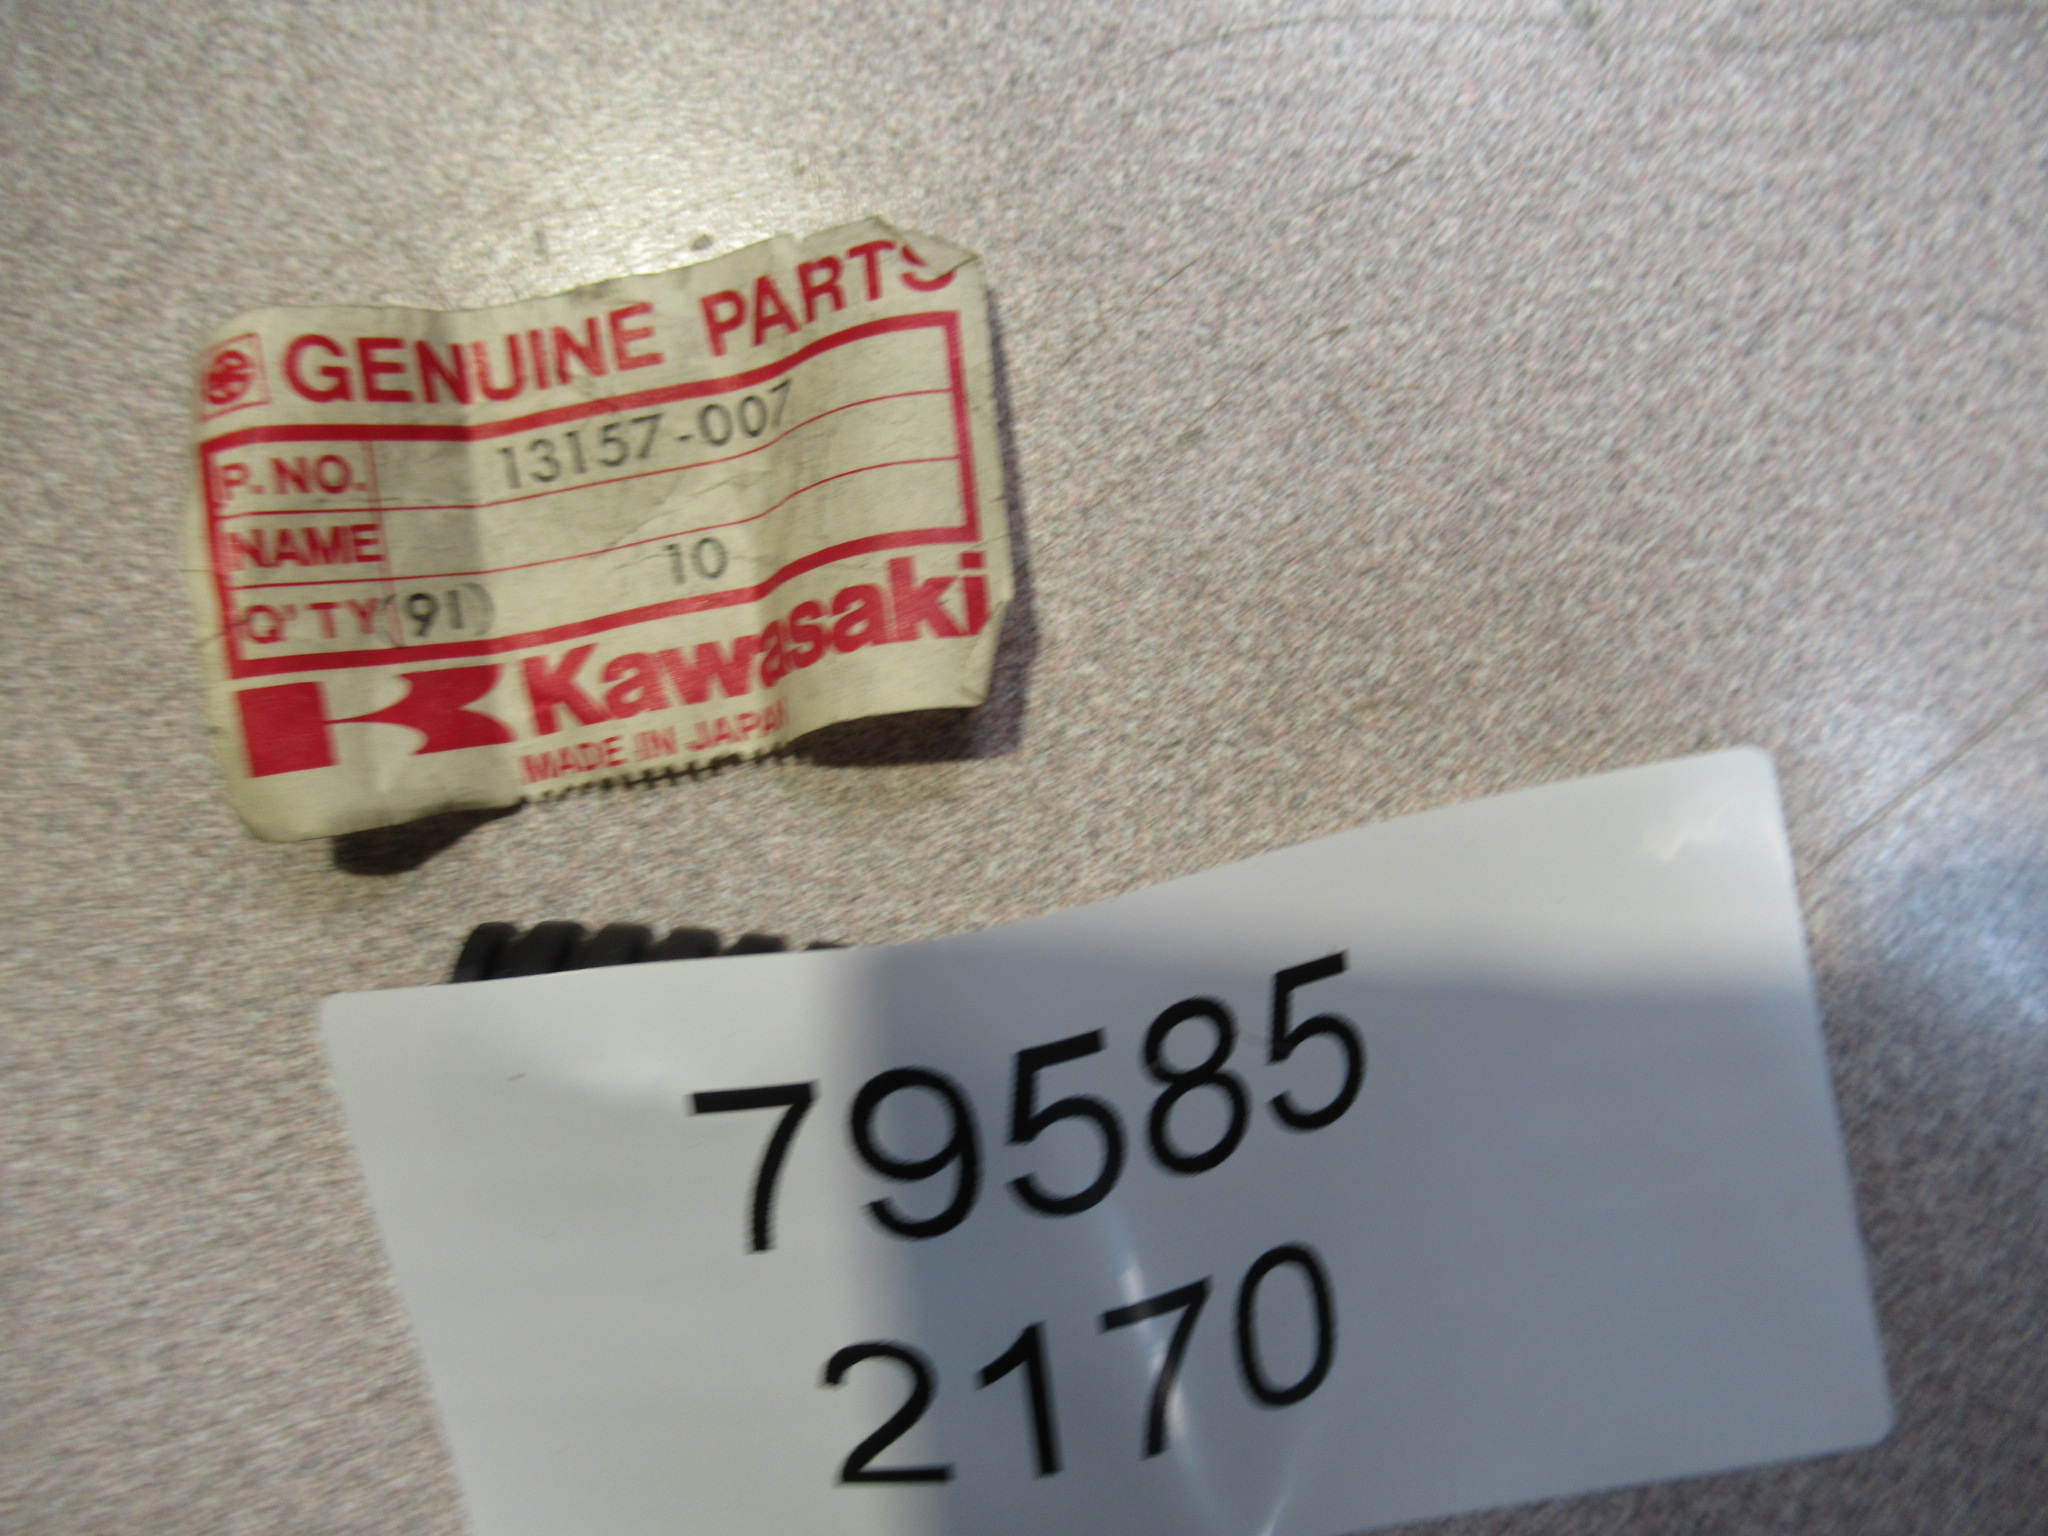 GENUINE PARTS
P. NO. 13157-007
NAME
Q'TY (91) 10
Kawasaki
MADE IN JAPAN
79585
2170